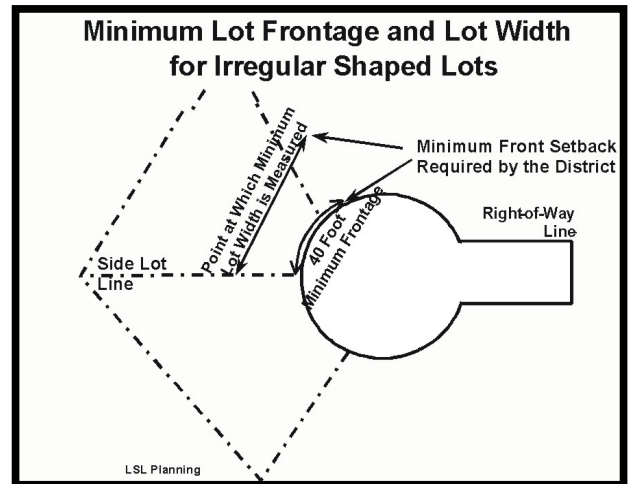 Minimum Lot Frontage and Lot Width
for Irregular Shaped Lots
Point at Which Minimum
Lot Width is Measured
Minimum Front Setback
Required by the District
Right-of-Way
Line
40 Foot
Minimum Frontage
Side Lot
Line
LSL Planning